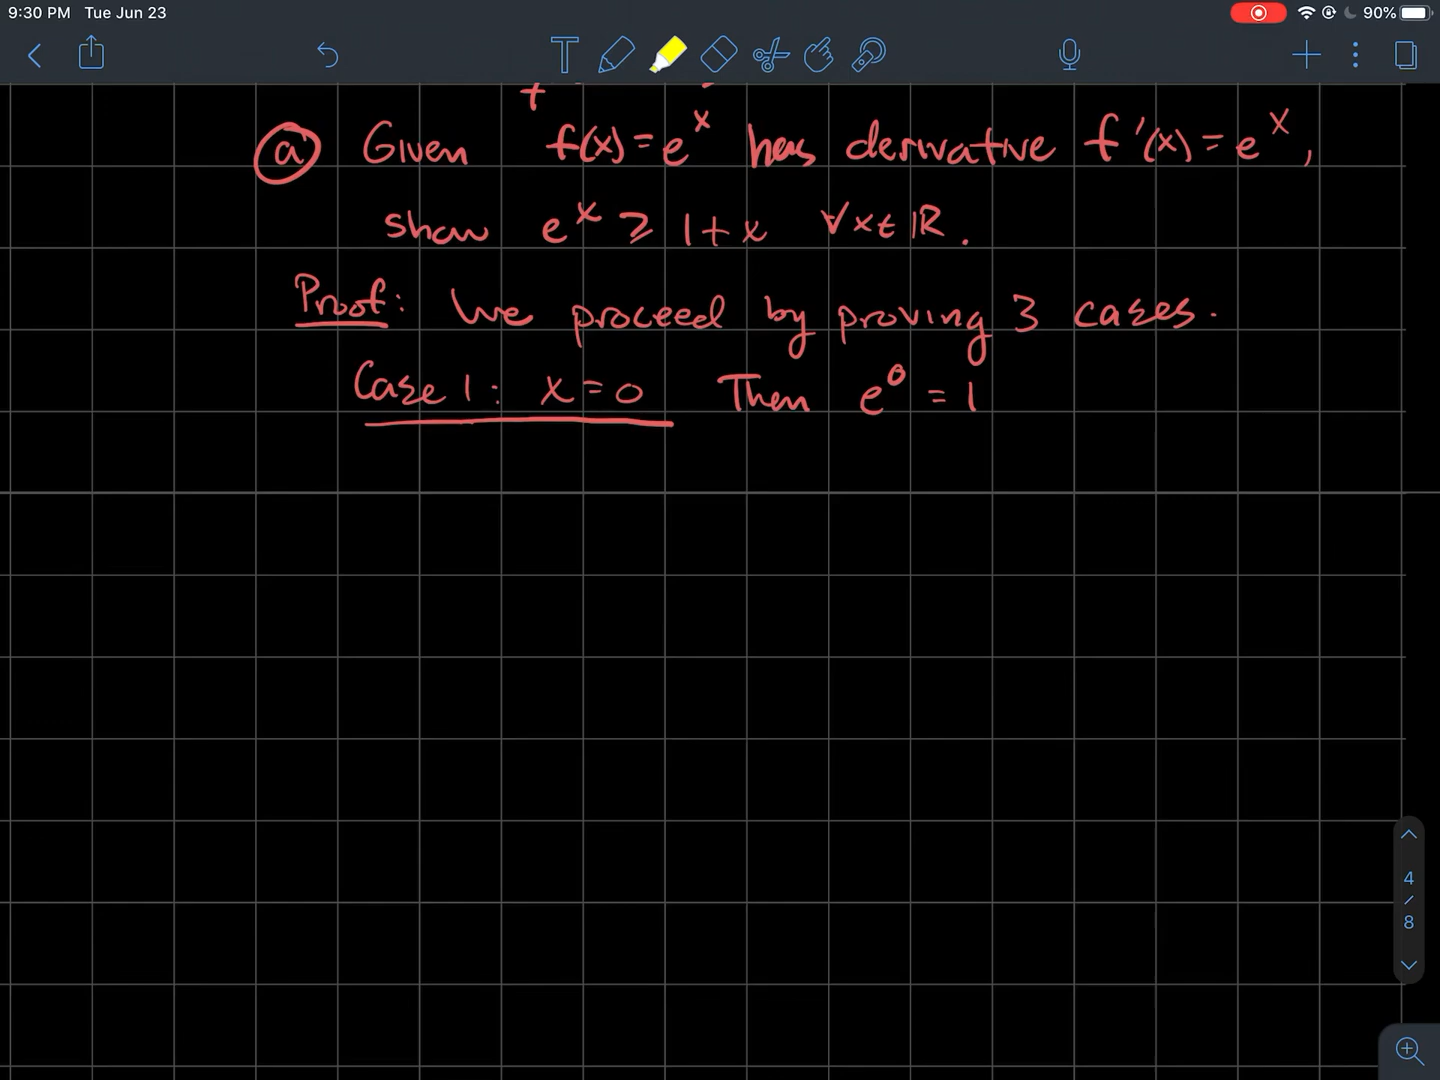 9:30 PM Tue Jun 23
90%
a Given f(x)=e^x has derivative f'(x)=e^x,
show e^x ≥ 1+x ∀x∈ℝ.
Proof: We proceed by proving 3 cases.
Case 1: x=0 Then e^0 = 1
4
/
8